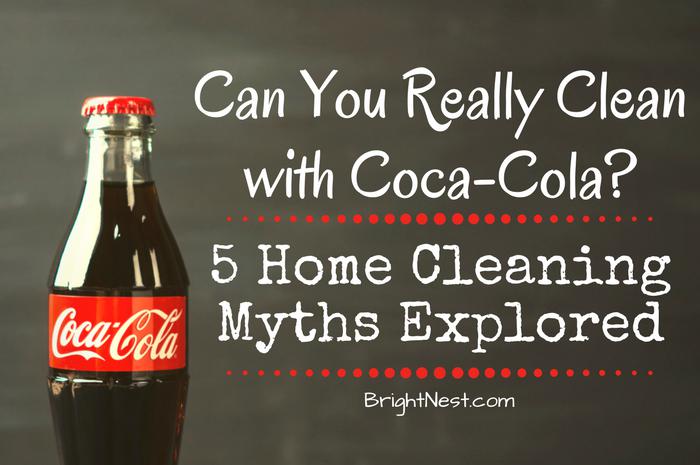 Can You Really Clean
with Coca-Cola?
5 Home Cleaning
Myths Explored
BrightNest.com
Coca-Cola